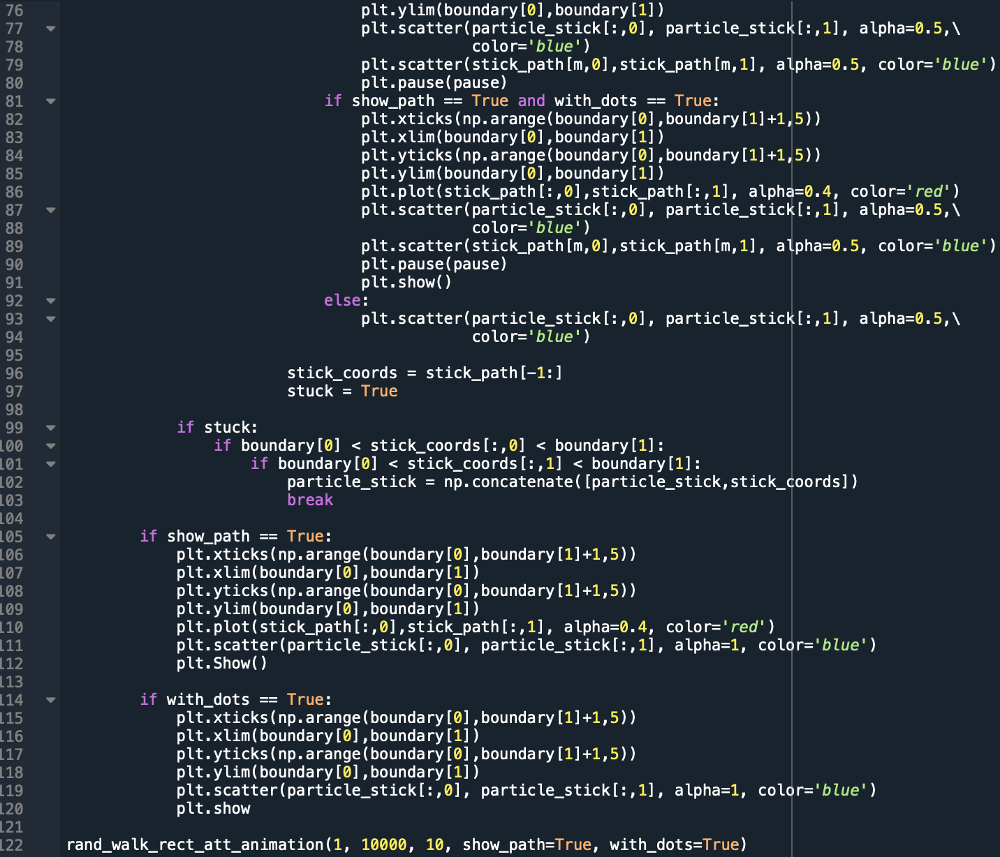 76 plt.ylim(boundary[0],boundary[1])
77 plt.scatter(particle_stick[:,0], particle_stick[:,1], alpha=0.5,\
78 color='blue')
79 plt.scatter(stick_path[m,0],stick_path[m,1], alpha=0.5, color='blue')
80 plt.pause(pause)
81 if show_path == True and with_dots == True:
82 plt.xticks(np.arange(boundary[0],boundary[1]+1,5))
83 plt.xlim(boundary[0],boundary[1])
84 plt.yticks(np.arange(boundary[0],boundary[1]+1,5))
85 plt.ylim(boundary[0],boundary[1])
86 plt.plot(stick_path[:,0],stick_path[:,1], alpha=0.4, color='red')
87 plt.scatter(particle_stick[:,0], particle_stick[:,1], alpha=0.5,\
88 color='blue')
89 plt.scatter(stick_path[m,0],stick_path[m,1], alpha=0.5, color='blue')
90 plt.pause(pause)
91 plt.show()
92 else:
93 plt.scatter(particle_stick[:,0], particle_stick[:,1], alpha=0.5,\
94 color='blue')
95
96 stick_coords = stick_path[-1:]
97 stuck = True
98
99 if stuck:
100 if boundary[0] < stick_coords[:,0] < boundary[1]:
101 if boundary[0] < stick_coords[:,1] < boundary[1]:
102 particle_stick = np.concatenate([particle_stick,stick_coords])
103 break
104
105 if show_path == True:
106 plt.xticks(np.arange(boundary[0],boundary[1]+1,5))
107 plt.xlim(boundary[0],boundary[1])
108 plt.yticks(np.arange(boundary[0],boundary[1]+1,5))
109 plt.ylim(boundary[0],boundary[1])
110 plt.plot(stick_path[:,0],stick_path[:,1], alpha=0.4, color='red')
111 plt.scatter(particle_stick[:,0], particle_stick[:,1], alpha=1, color='blue')
112 plt.Show()
113
114 if with_dots == True:
115 plt.xticks(np.arange(boundary[0],boundary[1]+1,5))
116 plt.xlim(boundary[0],boundary[1])
117 plt.yticks(np.arange(boundary[0],boundary[1]+1,5))
118 plt.ylim(boundary[0],boundary[1])
119 plt.scatter(particle_stick[:,0], particle_stick[:,1], alpha=1, color='blue')
120 plt.show
121
122 rand_walk_rect_att_animation(1, 10000, 10, show_path=True, with_dots=True)